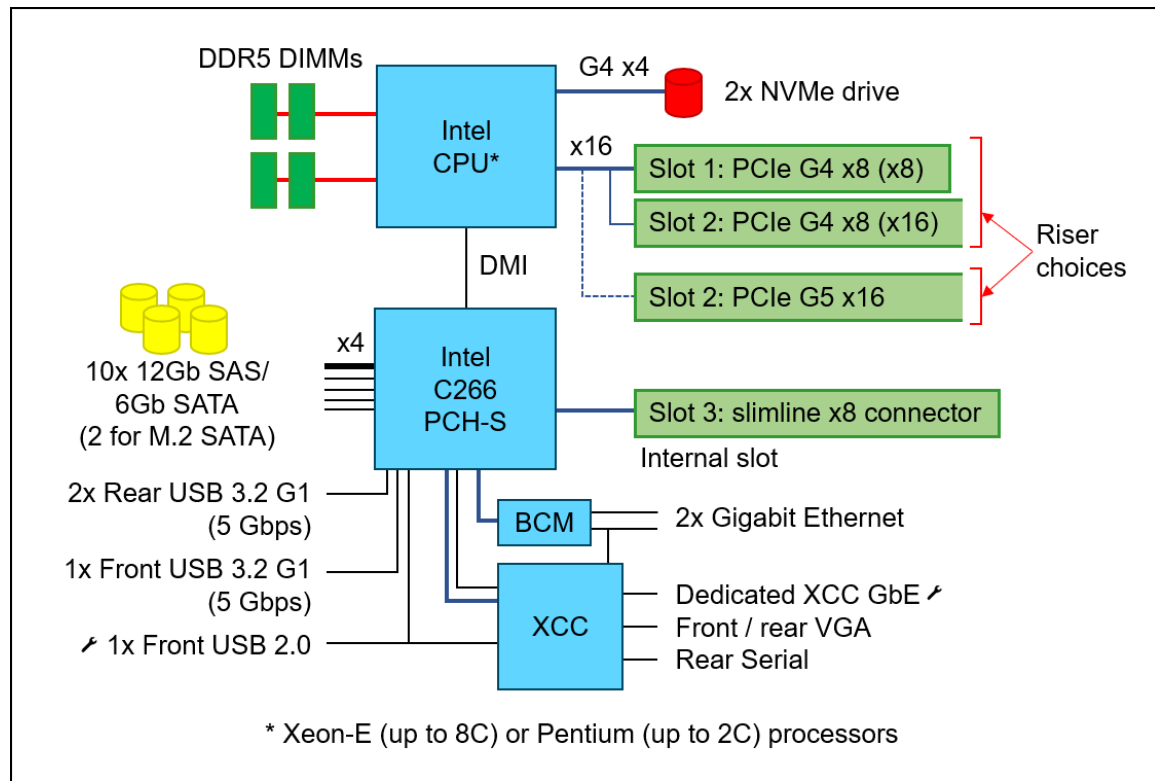 DDR5 DIMMs
G4 x4
2x NVMe drive
Intel
CPU*
x16
Slot 1: PCIe G4 x8 (x8)
Slot 2: PCIe G4 x8 (x16)
Riser
choices
Slot 2: PCIe G5 x16
DMI
x4
10x 12Gb SAS/
6Gb SATA
(2 for M.2 SATA)
Intel
C266
PCH-S
Slot 3: slimline x8 connector
Internal slot
2x Rear USB 3.2 G1
(5 Gbps)
BCM
2x Gigabit Ethernet
1x Front USB 3.2 G1
(5 Gbps)
XCC
Dedicated XCC GbE
Front / rear VGA
Rear Serial
1x Front USB 2.0
* Xeon-E (up to 8C) or Pentium (up to 2C) processors